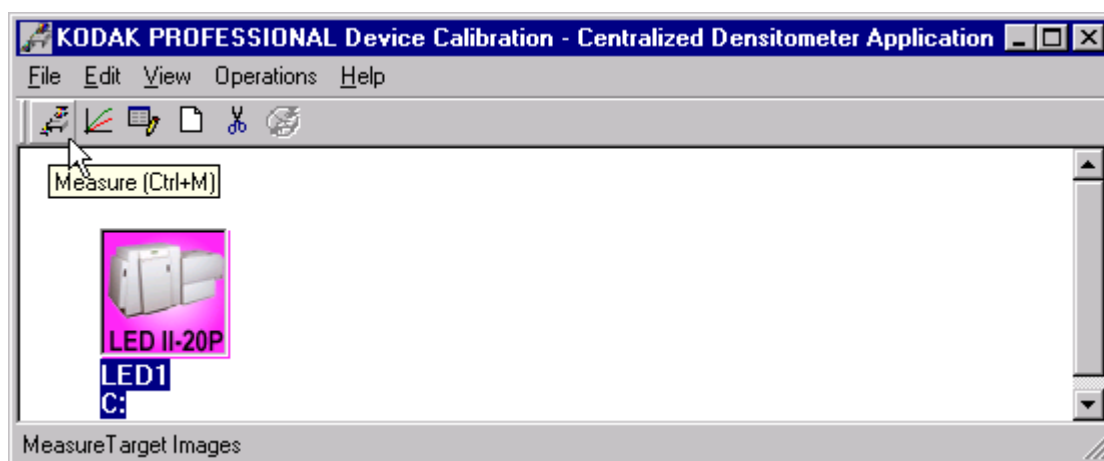 KODAK PROFESSIONAL Device Calibration - Centralized Densitometer Application
File Edit View Operations Help
Measure (Ctrl+M)
LED II-20P
LED1
C:
MeasureTarget Images